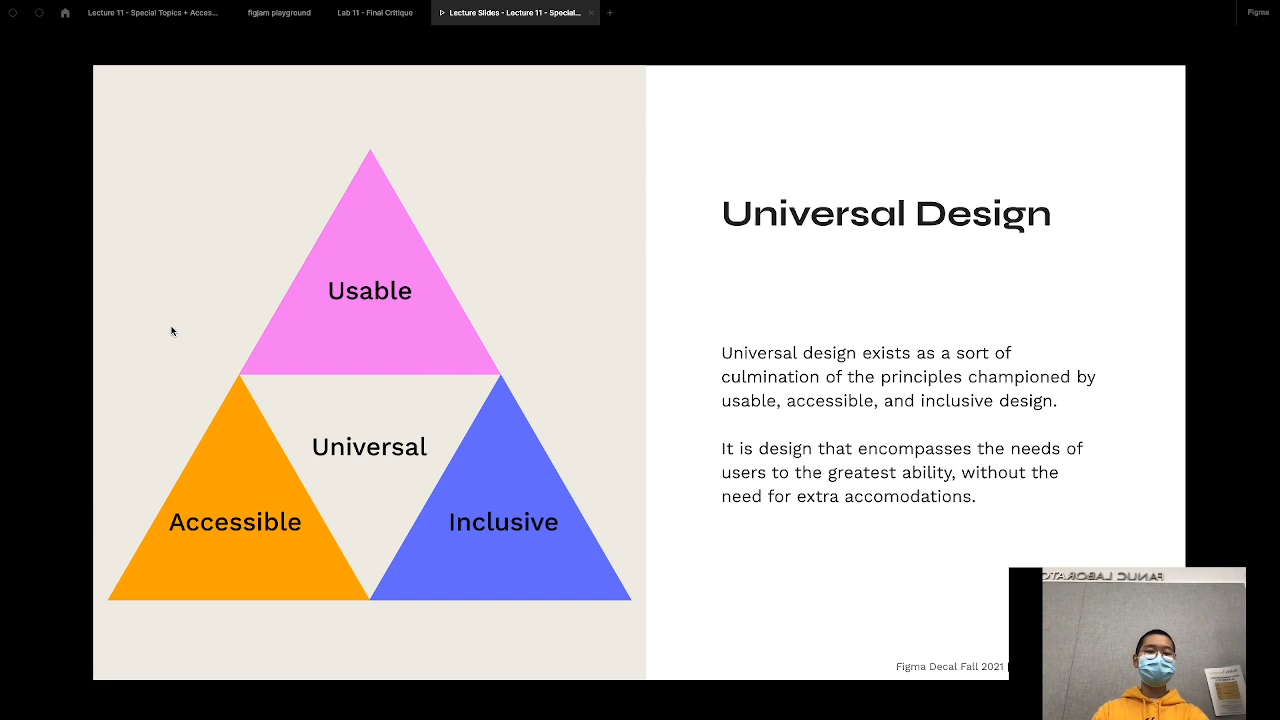 Lecture 11 - Special Topics + Acces...
figjam playground
Lab 11 - Final Critique
Lecture Slides - Lecture 11 - Special...
Figma
Usable
Universal
Accessible
Inclusive
Universal Design
Universal design exists as a sort of
culmination of the principles championed by
usable, accessible, and inclusive design.
It is design that encompasses the needs of
users to the greatest ability, without the
need for extra accomodations.
Figma Decal Fall 2021
FANUC LABORATO